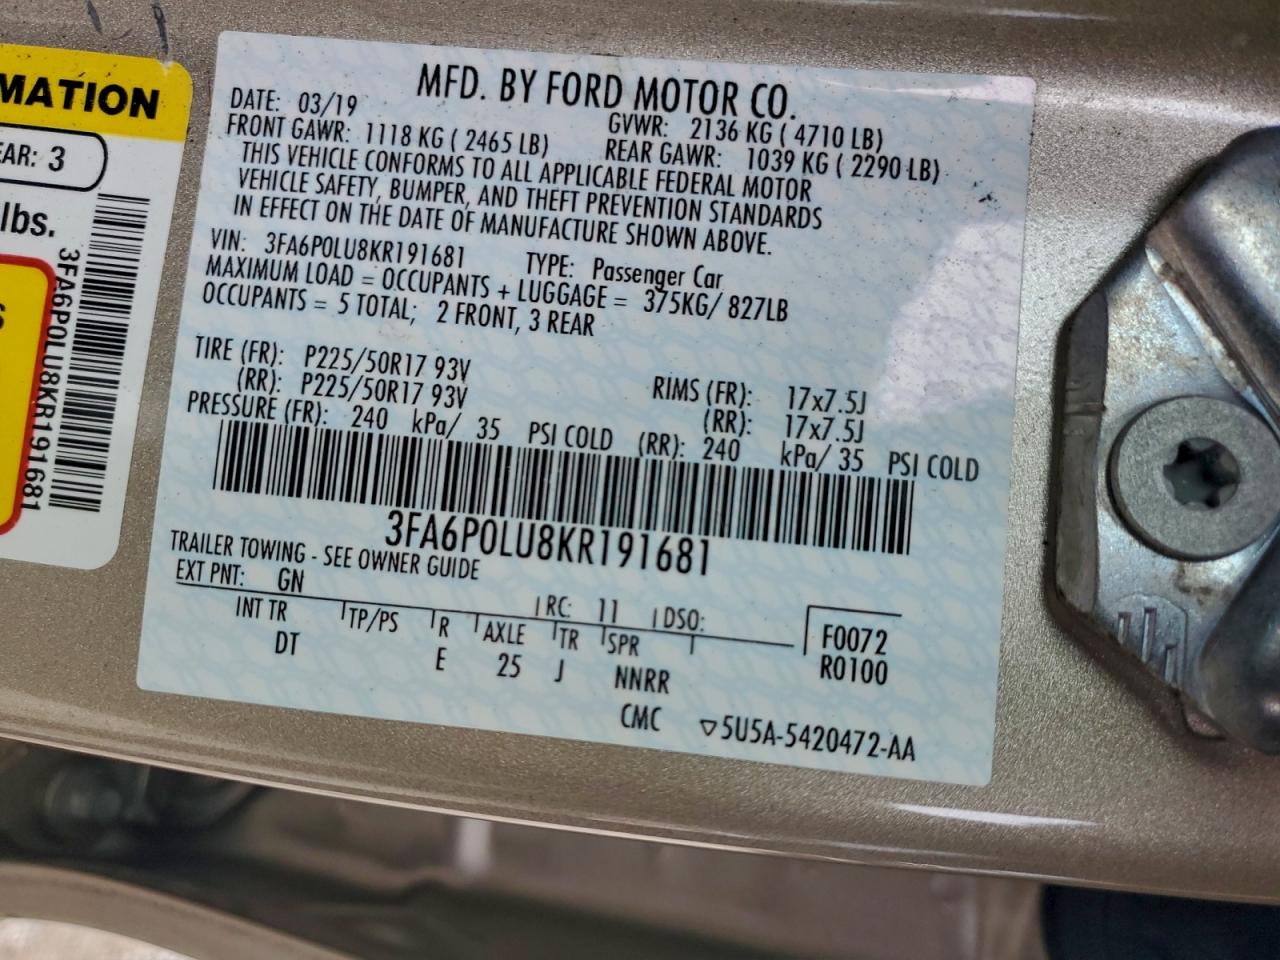 MATION
EAR: 3
lbs.
3FA6P0LU8KR191681
S
MFD. BY FORD MOTOR CO.
DATE: 03/19 GVWR: 2136 KG ( 4710 LB)
FRONT GAWR: 1118 KG ( 2465 LB) REAR GAWR: 1039 KG ( 2290 LB)
THIS VEHICLE CONFORMS TO ALL APPLICABLE FEDERAL MOTOR
VEHICLE SAFETY, BUMPER, AND THEFT PREVENTION STANDARDS
IN EFFECT ON THE DATE OF MANUFACTURE SHOWN ABOVE.
VIN: 3FA6P0LU8KR191681 TYPE: Passenger Car
MAXIMUM LOAD = OCCUPANTS + LUGGAGE = 375KG/ 827LB
OCCUPANTS = 5 TOTAL; 2 FRONT, 3 REAR
TIRE (FR): P225/50R17 93V RIMS (FR): 17x7.5J
(RR): P225/50R17 93V (RR): 17x7.5J
PRESSURE (FR): 240 kPa/ 35 PSI COLD (RR): 240 kPa/ 35 PSI COLD
3FA6P0LU8KR191681
TRAILER TOWING - SEE OWNER GUIDE
EXT PNT: GN RC: 11 DSO:
INT TR TP/PS R AXLE TR SPR F0072
DT E 25 J NNRR R0100
CMC ▽5U5A-5420472-AA